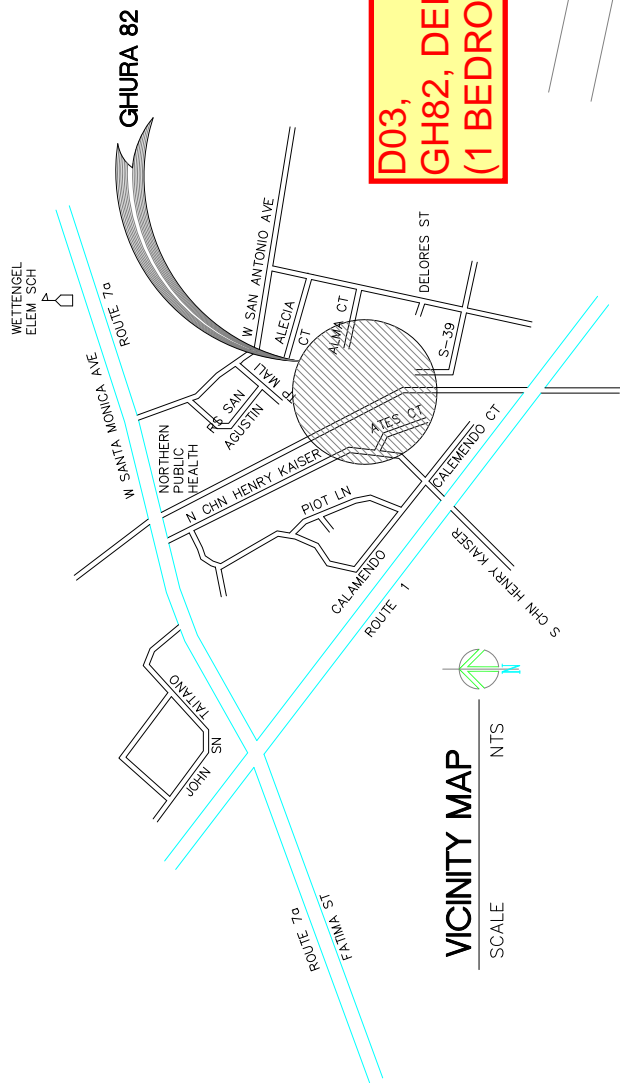 GHURA 82
D03,
GH82, DE
(1 BEDRO
WETTENGEL
ELEM SCH
ROUTE 7a
W SANTA MONICA AVE
W SAN ANTONIO AVE
ALECIA
CT
ALMA CT
DELORES ST
S-39
TP MALI
RS SAN
AGUSTIN
NORTHERN
PUBLIC
HEALTH
N CHN HENRY KAISER
ATES CT
PIOT LN
CALEMENDO CT
CALAMENDO
ROUTE 1
S CHN HENRY KAISER
TAITANO
JOHN
SN
ROUTE 7a
FATIMA ST
N
VICINITY MAP
SCALE NTS